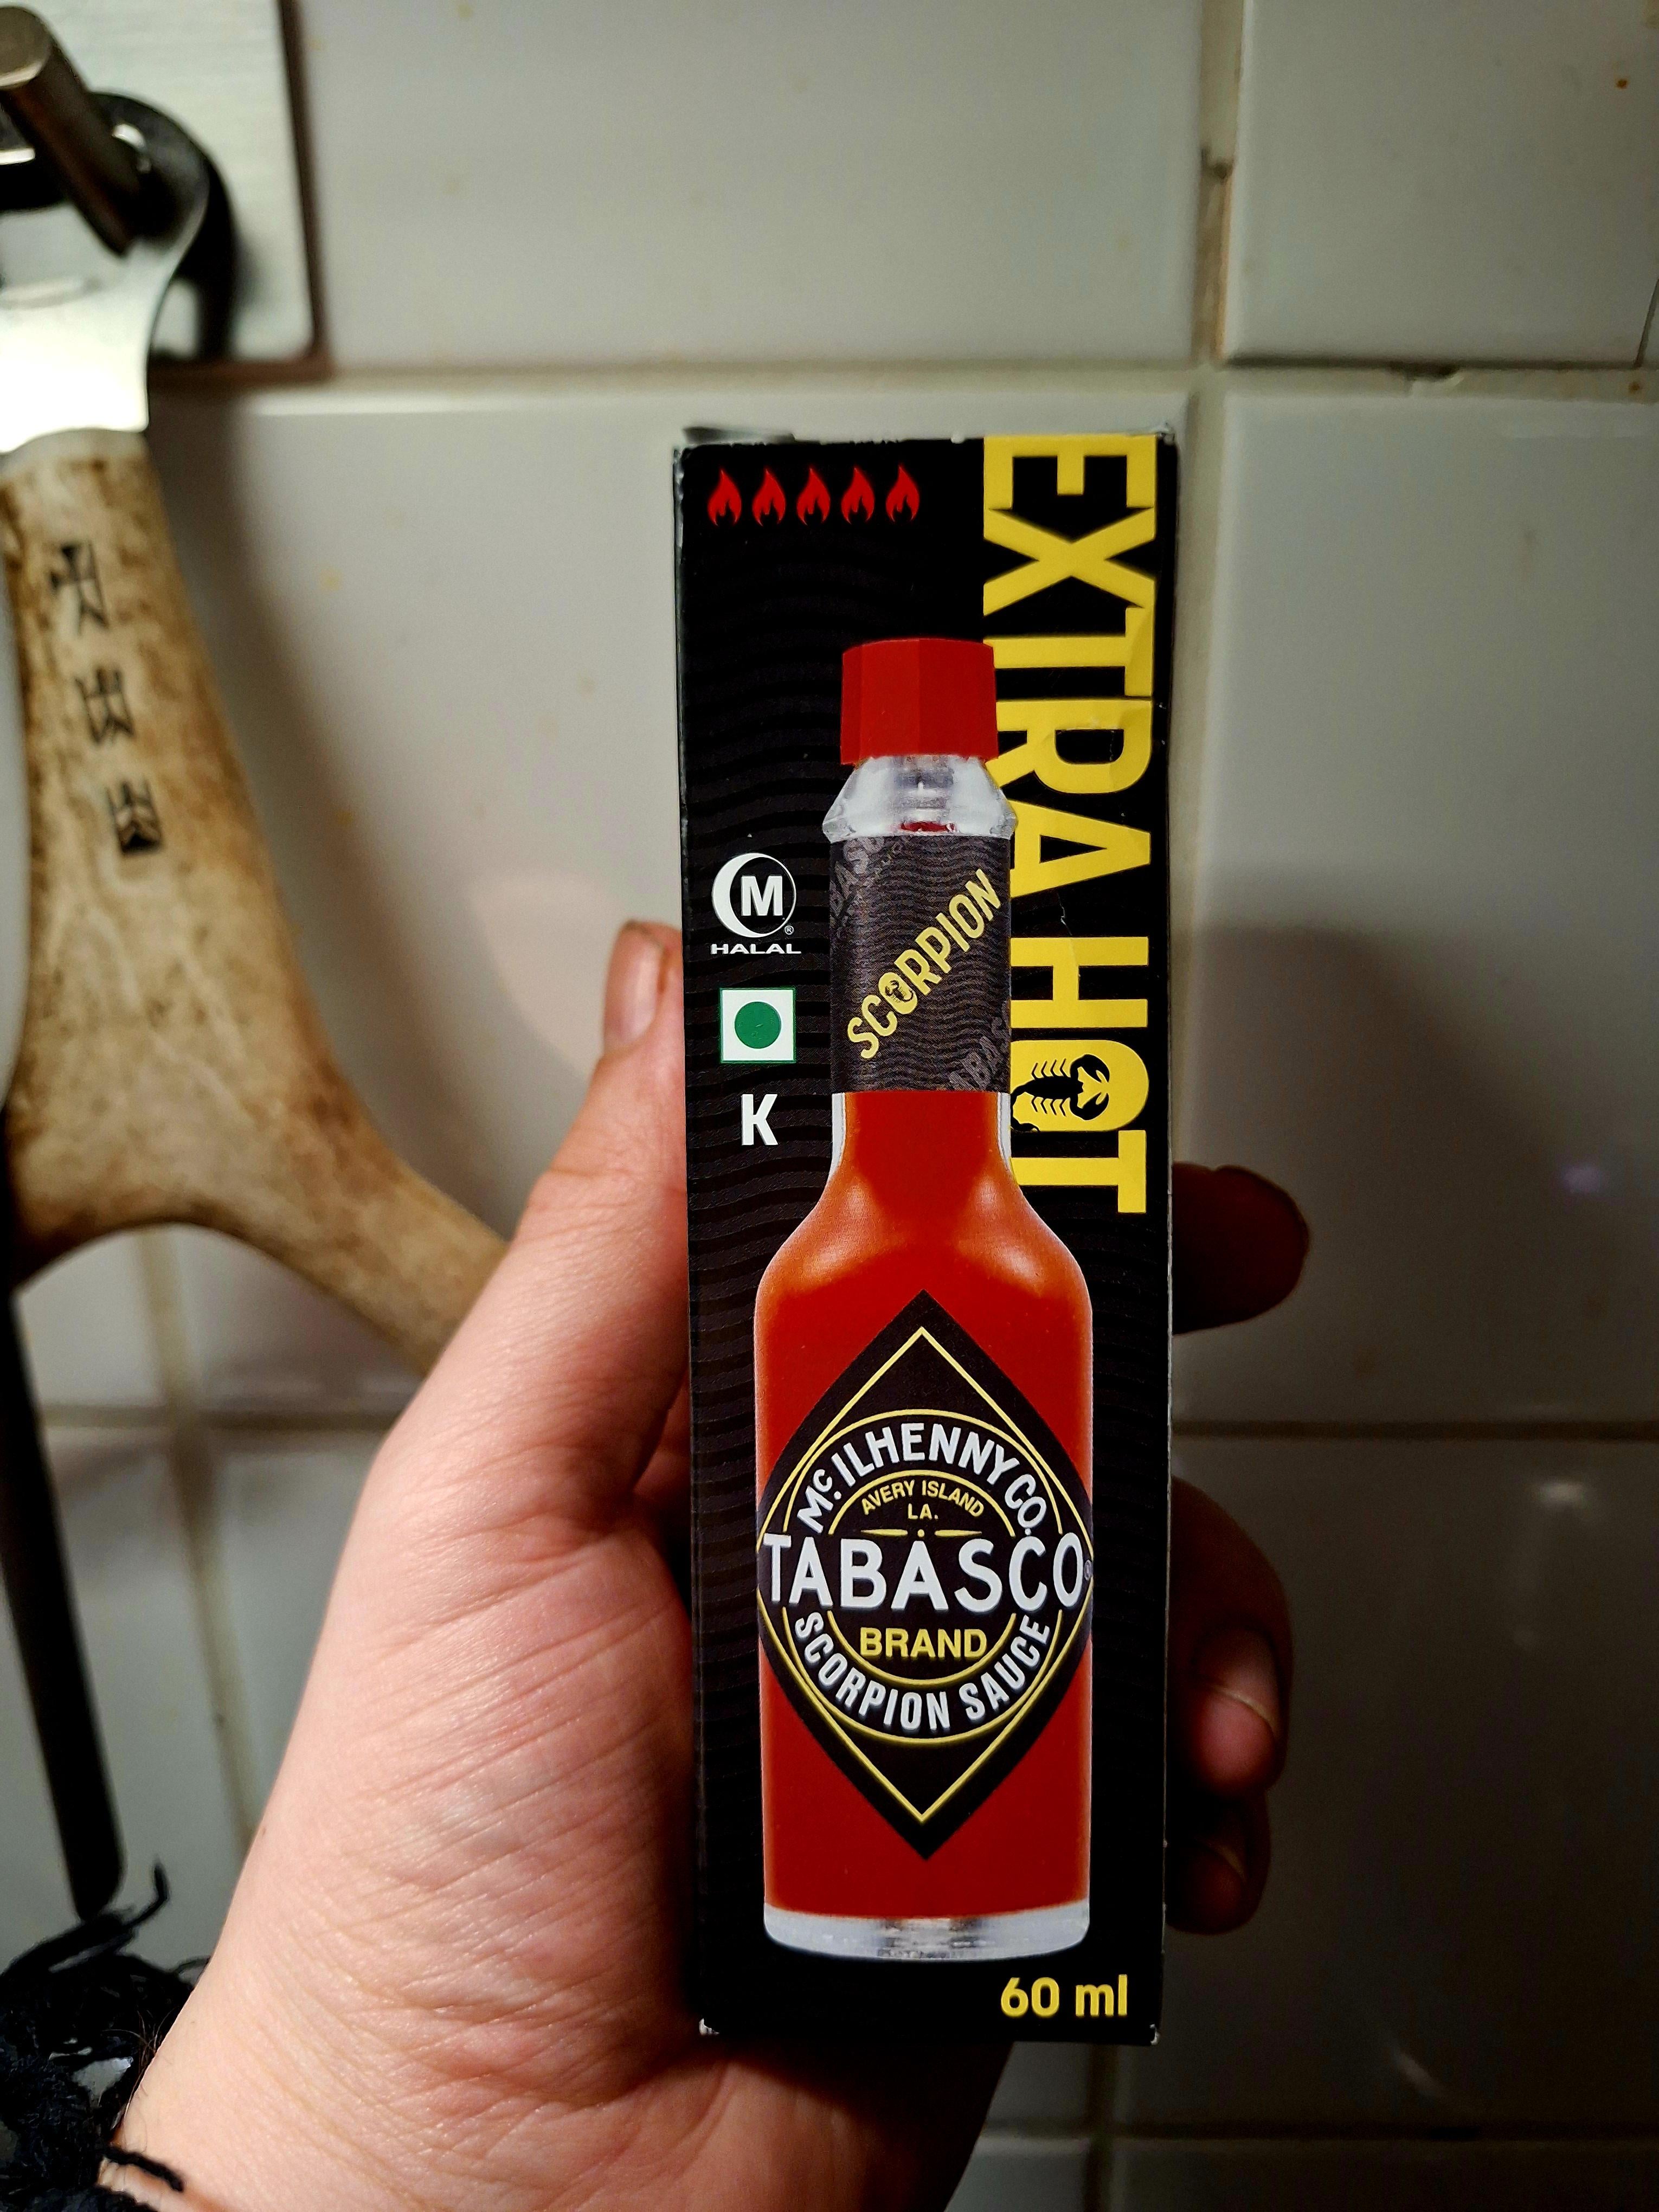 EXTRA HOT
SCORPION
M®
HALAL
K
Mc.ILHENNY CO.
AVERY ISLAND
LA.
TABASCO®
BRAND
SCORPION SAUCE
60 ml